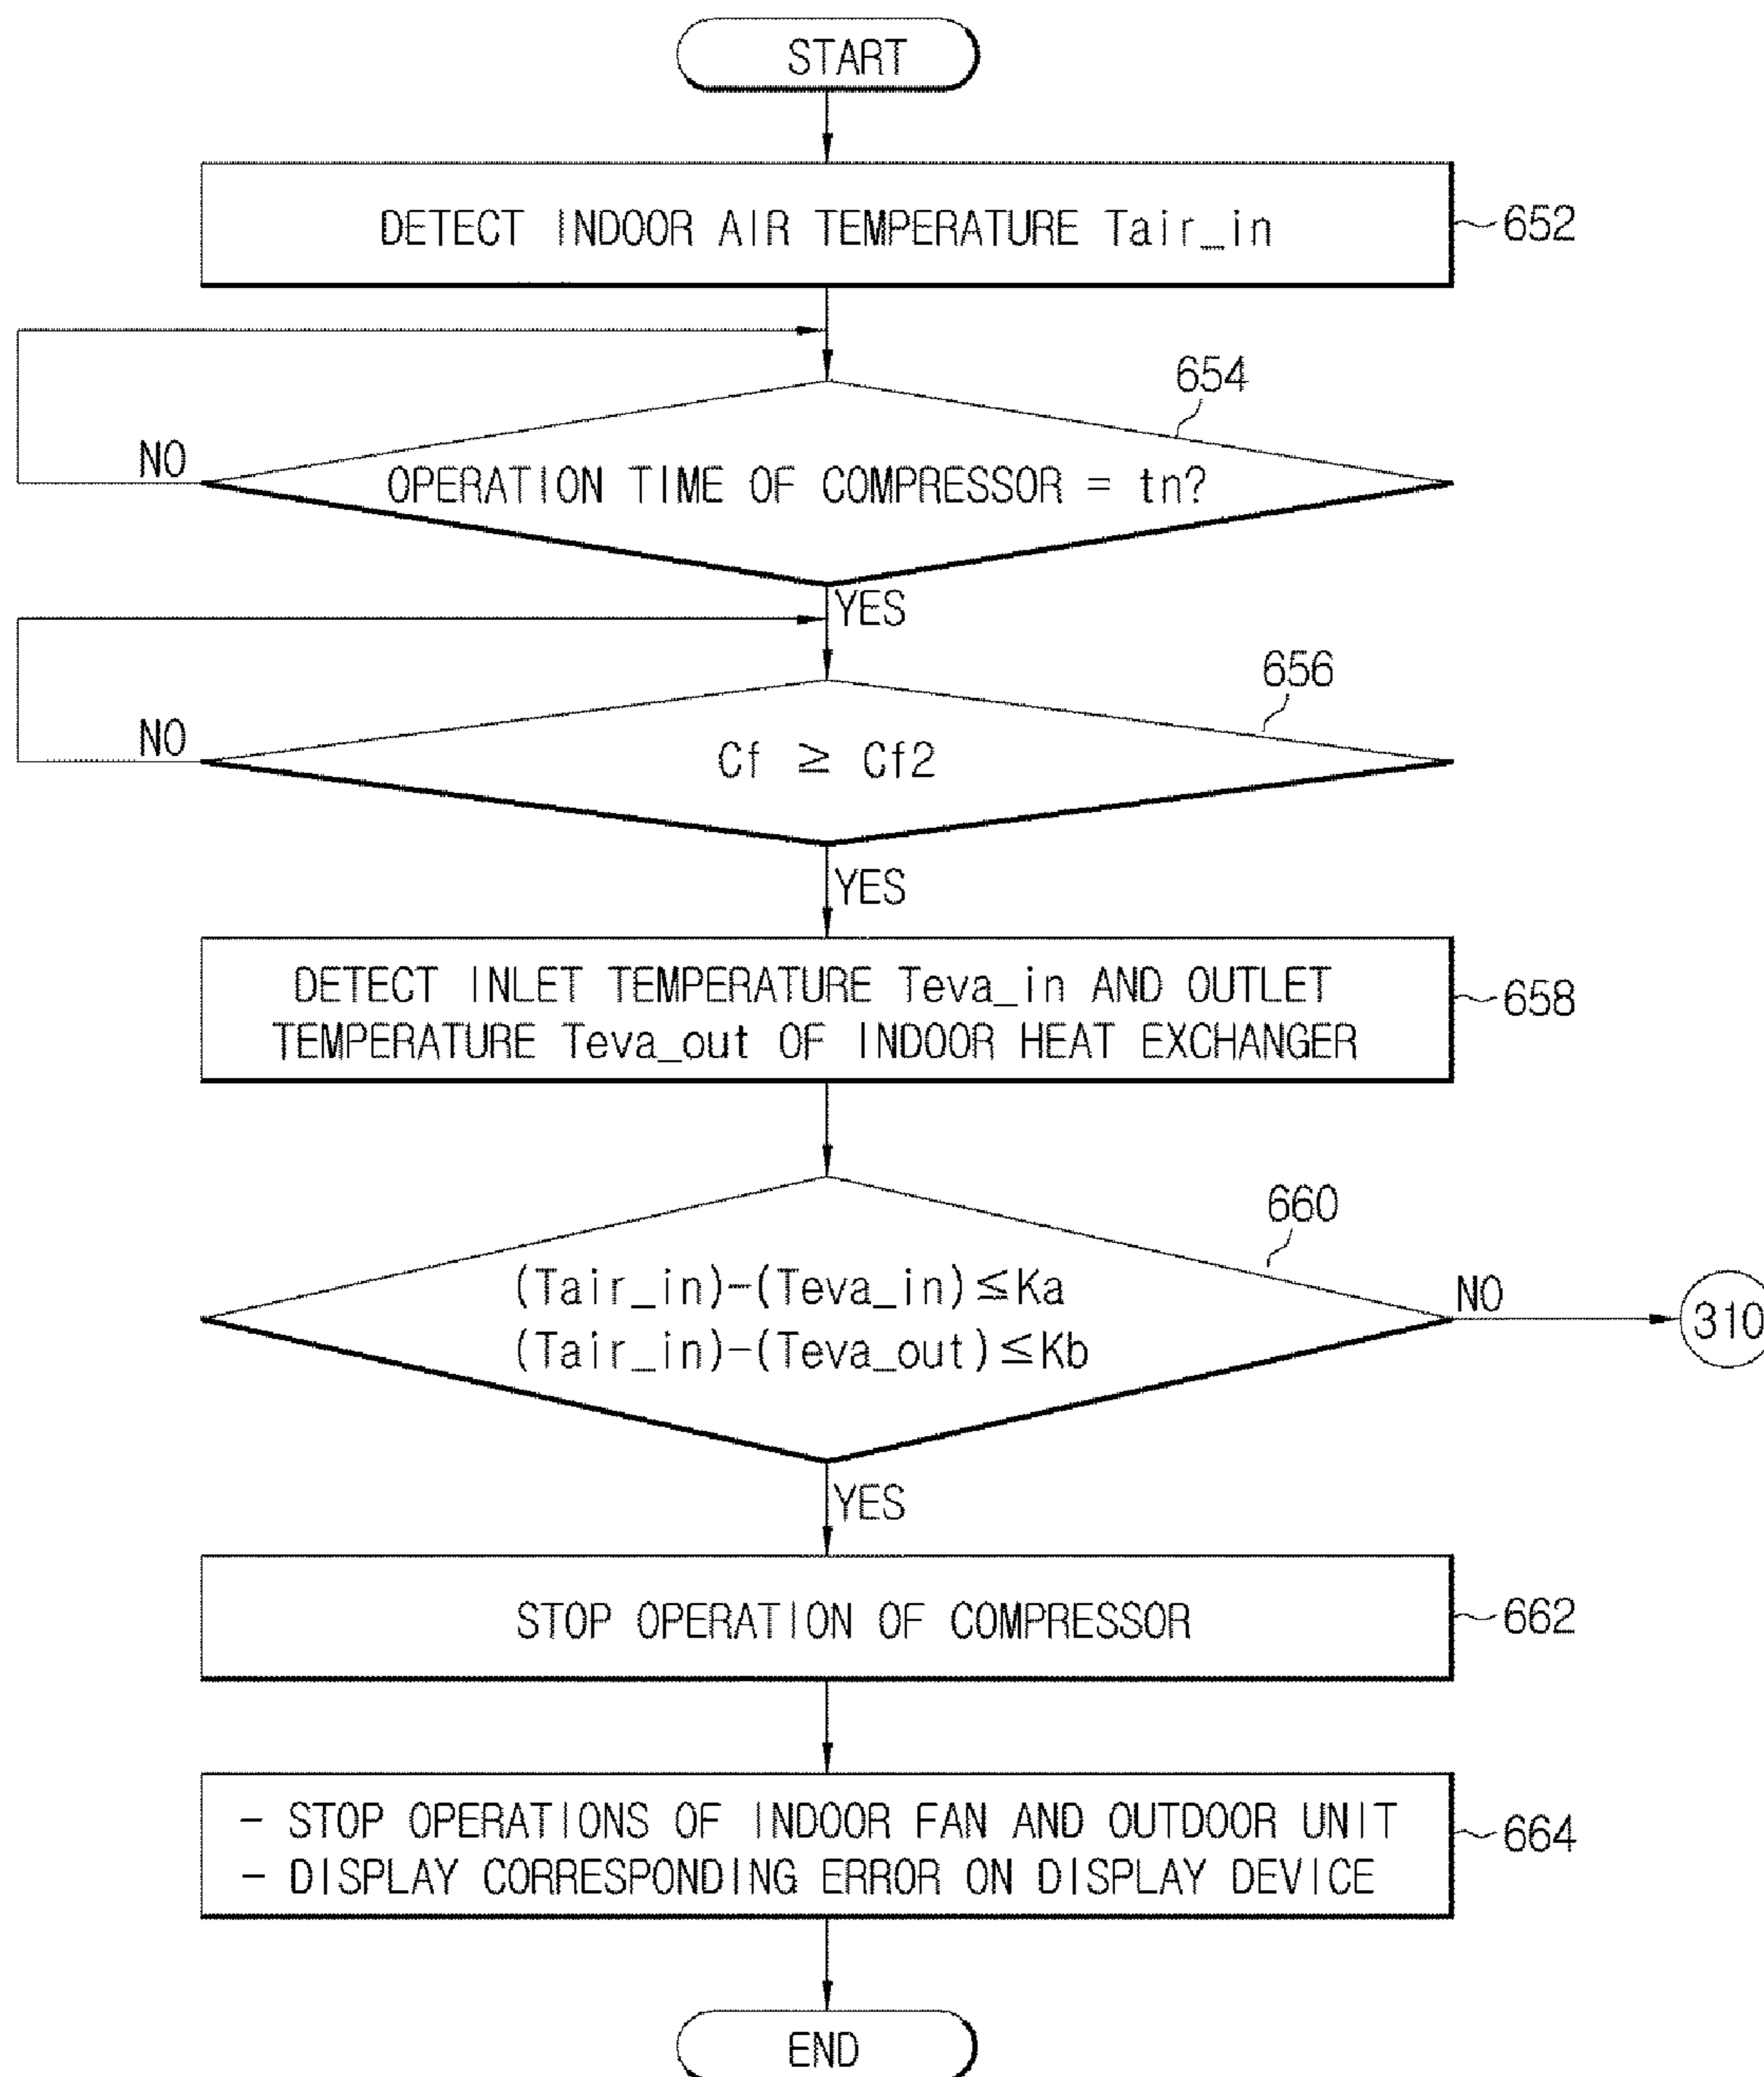 START
DETECT INDOOR AIR TEMPERATURE Tair_in
652
654
NO
OPERATION TIME OF COMPRESSOR = tn?
YES
656
NO
Cf ≥ Cf2
YES
DETECT INLET TEMPERATURE Teva_in AND OUTLET
TEMPERATURE Teva_out OF INDOOR HEAT EXCHANGER
658
660
(Tair_in)-(Teva_in)≤Ka
(Tair_in)-(Teva_out)≤Kb
NO
310
YES
STOP OPERATION OF COMPRESSOR
662
- STOP OPERATIONS OF INDOOR FAN AND OUTDOOR UNIT
- DISPLAY CORRESPONDING ERROR ON DISPLAY DEVICE
664
END